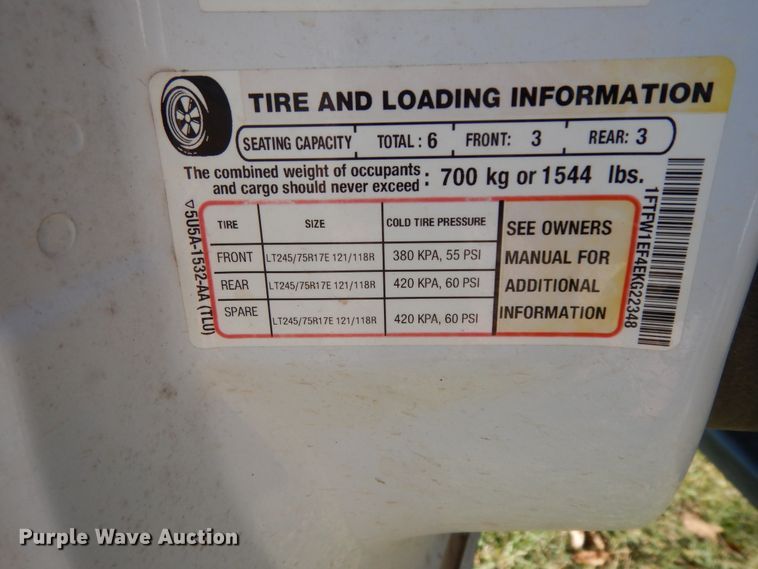 TIRE AND LOADING INFORMATION
SEATING CAPACITY TOTAL : 6 FRONT: 3 REAR: 3
The combined weight of occupants
and cargo should never exceed : 700 kg or 1544 lbs.
TIRE SIZE COLD TIRE PRESSURE
FRONT LT245/75R17E 121/118R 380 KPA, 55 PSI
REAR LT245/75R17E 121/118R 420 KPA, 60 PSI
SPARE LT245/75R17E 121/118R 420 KPA, 60 PSI
SEE OWNERS
MANUAL FOR
ADDITIONAL
INFORMATION
5U5A-1532-AA (TLU)
1FTFW1EF4EKG22348
Purple Wave Auction